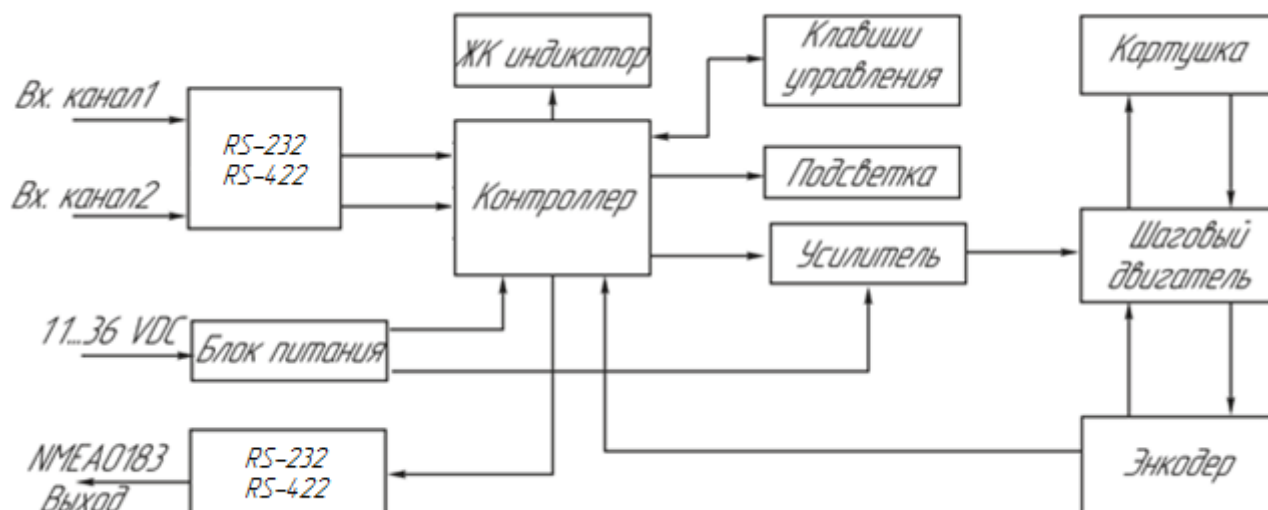 ЖК индикатор
Клавиши
управления
Картушка
Вх. канал1
RS-232
RS-422
Вх. канал2
Контроллер
Подсветка
Усилитель
Шаговый
двигатель
11...36 VDC
Блок питания
NMEA0183
Выход
RS-232
RS-422
Энкодер